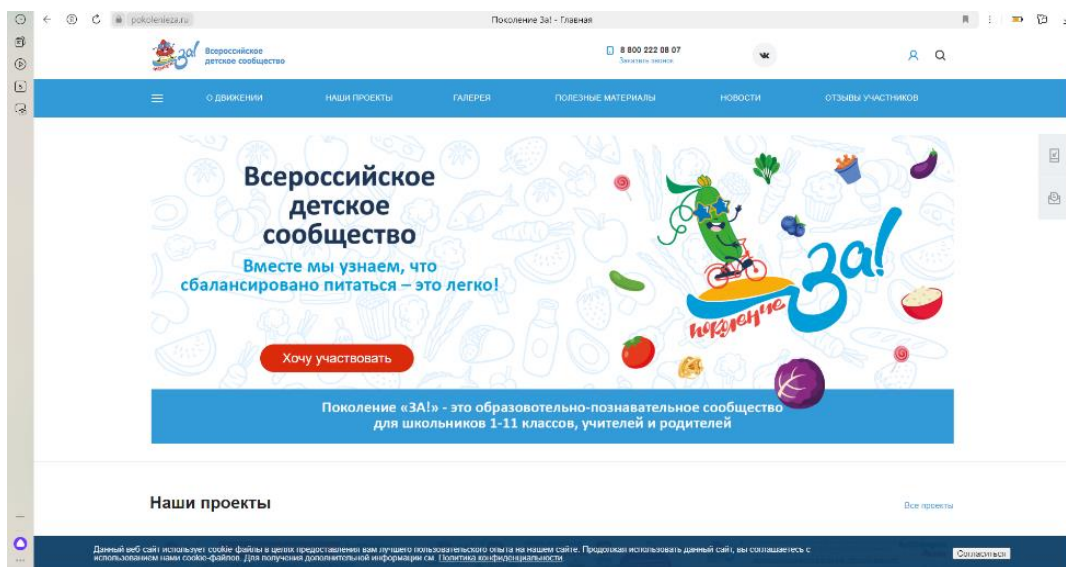 pokolenieza.ru
Поколение За! - Главная
за!
Всероссийское
детское сообщество
8 800 222 08 07
Заказать звонок
О ДВИЖЕНИИ
НАШИ ПРОЕКТЫ
ГАЛЕРЕЯ
ПОЛЕЗНЫЕ МАТЕРИАЛЫ
НОВОСТИ
ОТЗЫВЫ УЧАСТНИКОВ
Всероссийское
детское
сообщество
Вместе мы узнаем, что
сбалансировано питаться – это легко!
Хочу участвовать
поколение за!
Поколение «ЗА!» - это образовотельно-познавательное сообщество
для школьников 1-11 классов, учителей и родителей
Наши проекты
Все проекты
Данный веб сайт использует cookie файлы в целях предоставления вам лучшего пользовательского опыта на нашем сайте. Продолжая использовать данный сайт, вы соглашаетесь с
использованием нами cookie-файлов. Для получения дополнительной информации см. Политика конфиденциальности.
Согласиться